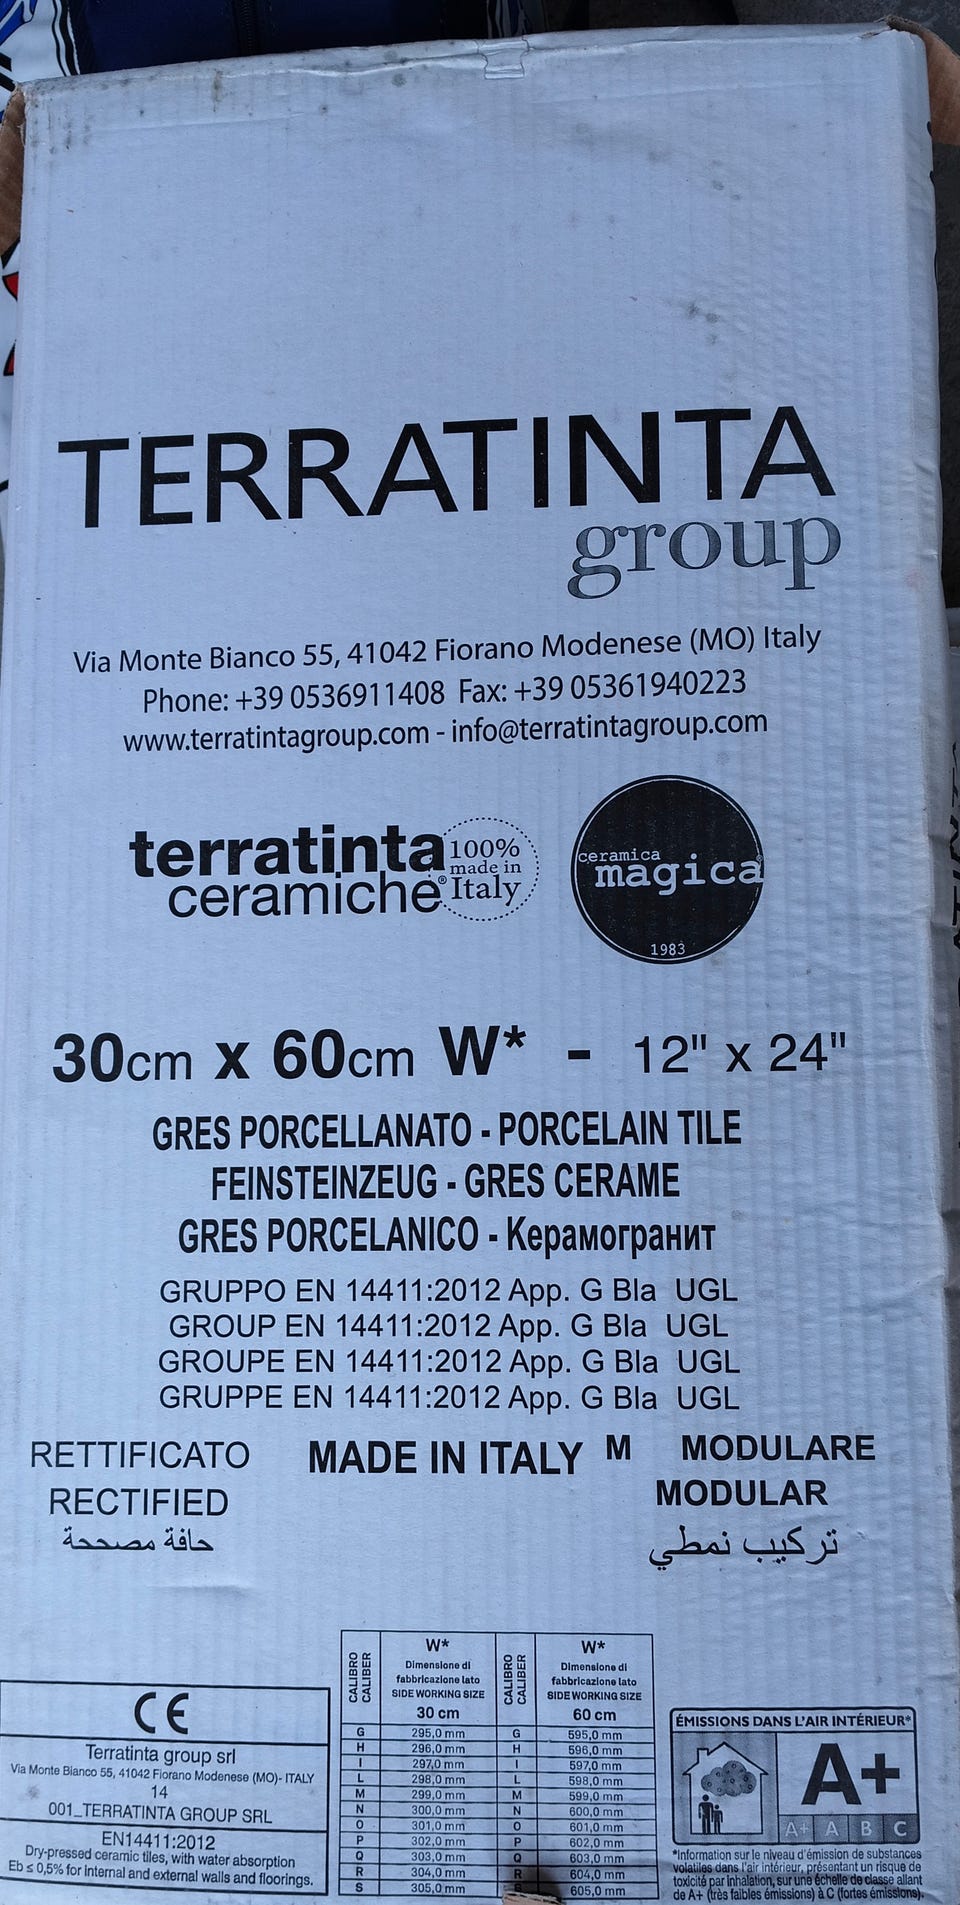 TERRATINTA
group
Via Monte Bianco 55, 41042 Fiorano Modenese (MO) Italy
Phone: +39 0536911408 Fax: +39 05361940223
www.terratintagroup.com - info@terratintagroup.com
terratinta
ceramiche®
100%
made in
Italy
ceramica
magica®
1983
30cm x 60cm W* - 12" x 24"
GRES PORCELLANATO - PORCELAIN TILE
FEINSTEINZEUG - GRES CERAME
GRES PORCELANICO - Керамогранит
GRUPPO EN 14411:2012 App. G Bla UGL
GROUP EN 14411:2012 App. G Bla UGL
GROUPE EN 14411:2012 App. G Bla UGL
GRUPPE EN 14411:2012 App. G Bla UGL
RETTIFICATO
RECTIFIED
حافة مصححة
MADE IN ITALY
M MODULARE
MODULAR
تركيب نمطي
CE
Terratinta group srl
Via Monte Bianco 55, 41042 Fiorano Modenese (MO)- ITALY
14
001_TERRATINTA GROUP SRL
EN14411:2012
Dry-pressed ceramic tiles, with water absorption
Eb ≤ 0,5% for internal and external walls and floorings.
CALIBRO
CALIBER
W*
Dimensione di
fabbricazione lato
SIDE WORKING SIZE
30 cm
CALIBRO
CALIBER
W*
Dimensione di
fabbricazione lato
SIDE WORKING SIZE
60 cm
G 295,0 mm G 595,0 mm
H 296,0 mm H 596,0 mm
I 297,0 mm I 597,0 mm
L 298,0 mm L 598,0 mm
M 299,0 mm M 599,0 mm
N 300,0 mm N 600,0 mm
O 301,0 mm O 601,0 mm
P 302,0 mm P 602,0 mm
Q 303,0 mm Q 603,0 mm
R 304,0 mm R 604,0 mm
S 305,0 mm S 605,0 mm
ÉMISSIONS DANS L'AIR INTÉRIEUR*
A+
A+ A B C
*Information sur le niveau d'émission de substances
volatiles dans l'air intérieur, présentant un risque de
toxicité par inhalation, sur une échelle de classe allant
de A+ (très faibles émissions) à C (fortes émissions).